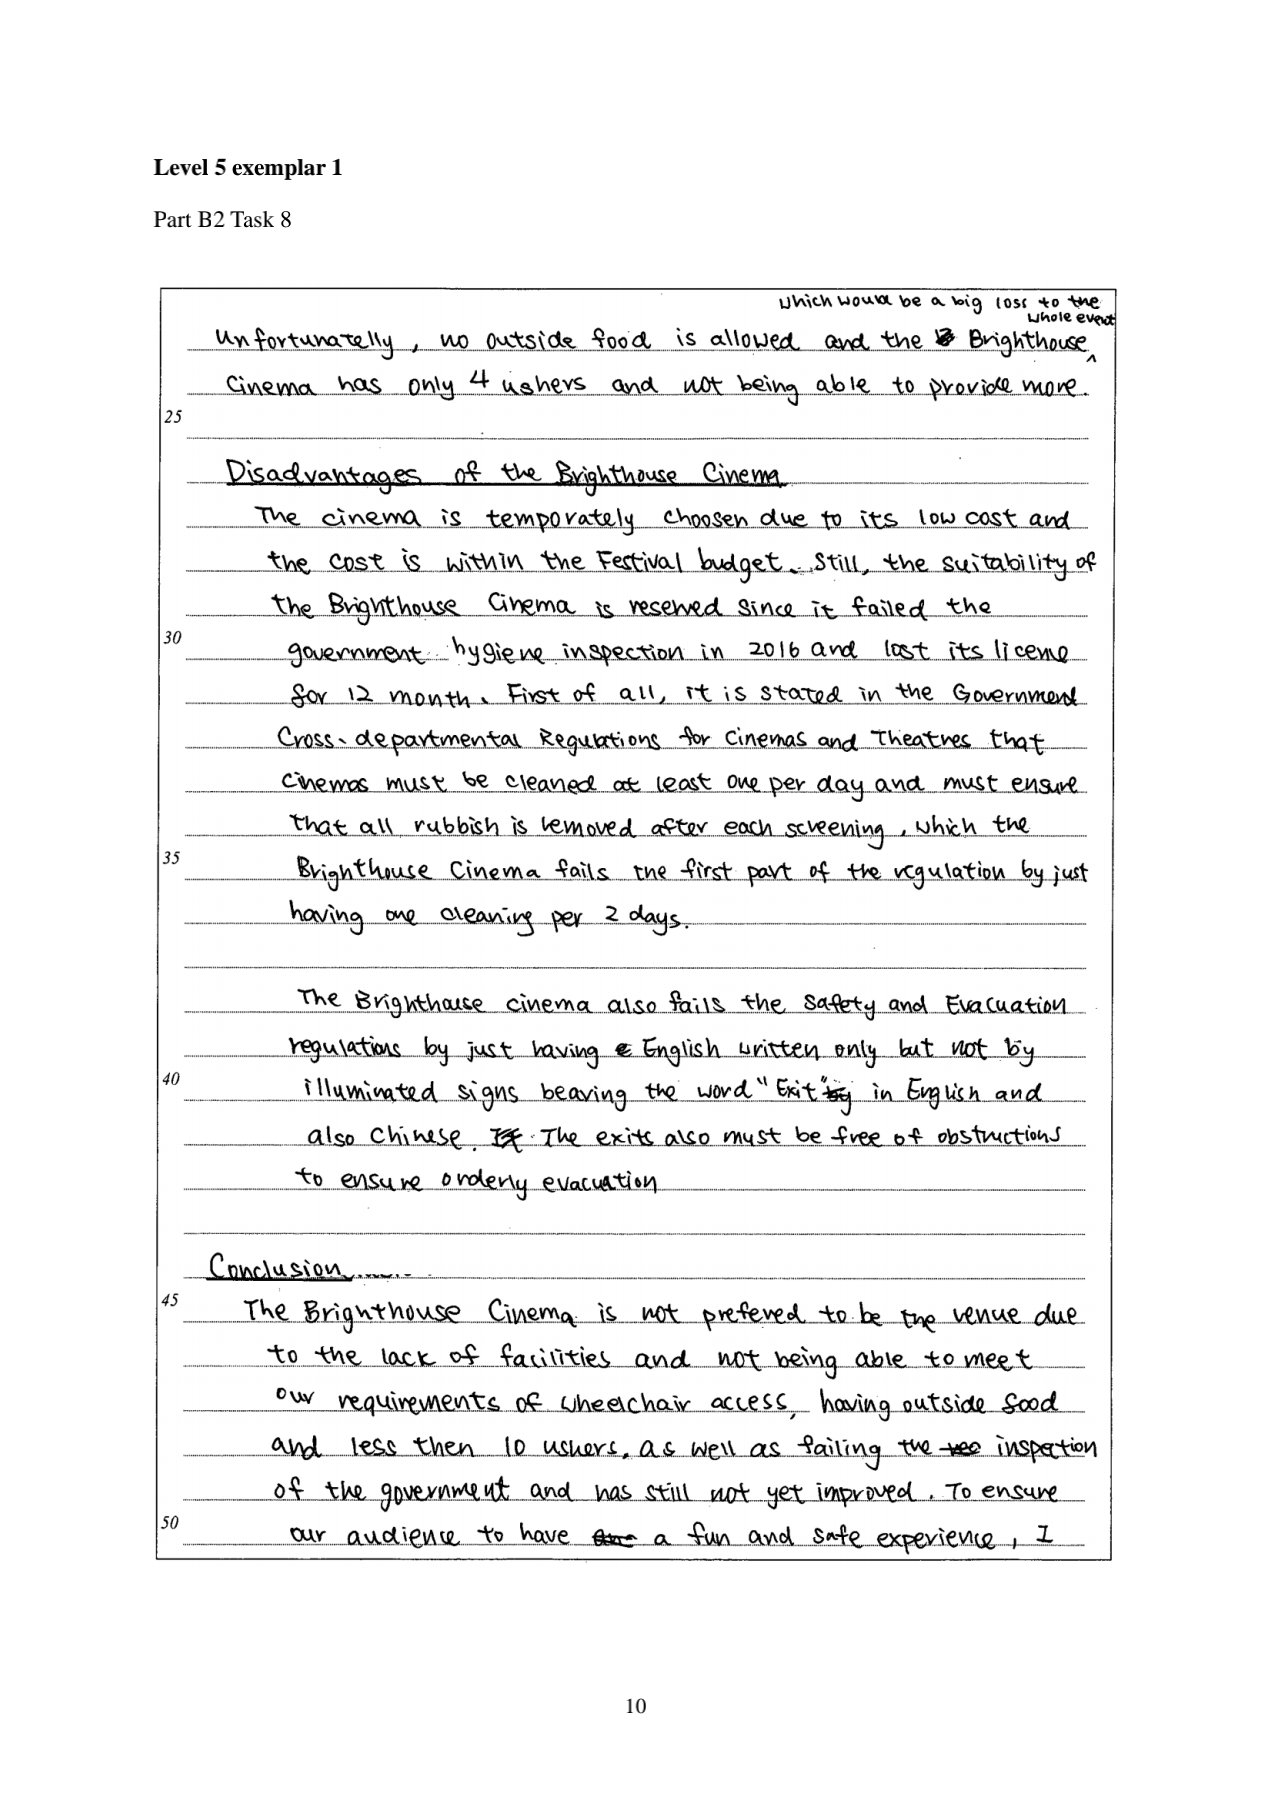 Level 5 exemplar 1
Part B2 Task 8
which would be a big loss to the
whole event
Unfortunatelly, no outside food is allowed and the Brighthouse
Cinema has only 4 ushers and not being able to provide more.
25
Disadvantages of the Brighthouse Cinema
The cinema is temporately choosen due to its low cost and
the cost is within the Festival budget. Still, the suitability of
the Brighthouse Cinema is reserved since it failed the
30
government hygiene inspection in 2016 and lost its license
for 12 month. First of all, it is stated in the Government
Cross-departmental Regulations for Cinemas and Theatres that
cinemas must be cleaned at least one per day and must ensure
that all rubbish is removed after each screening, which the
35
Brighthouse Cinema fails the first part of the regulation by just
having one cleaning per 2 days.
The Brighthouse cinema also fails the Safety and Evacuation
regulations by just having English written only but not by
40
illuminated signs bearing the word "Exit" in English and
also Chinese. The exits also must be free of obstructions
to ensure orderly evacuation
Conclusion
45
The Brighthouse Cinema is not prefered to be the venue due
to the lack of facilities and not being able to meet
our requirements of wheelchair access, having outside food
and less then 10 ushers, as well as failing the inspection
of the government and has still not yet improved. To ensure
50
our audience to have a fun and safe experience, I
10